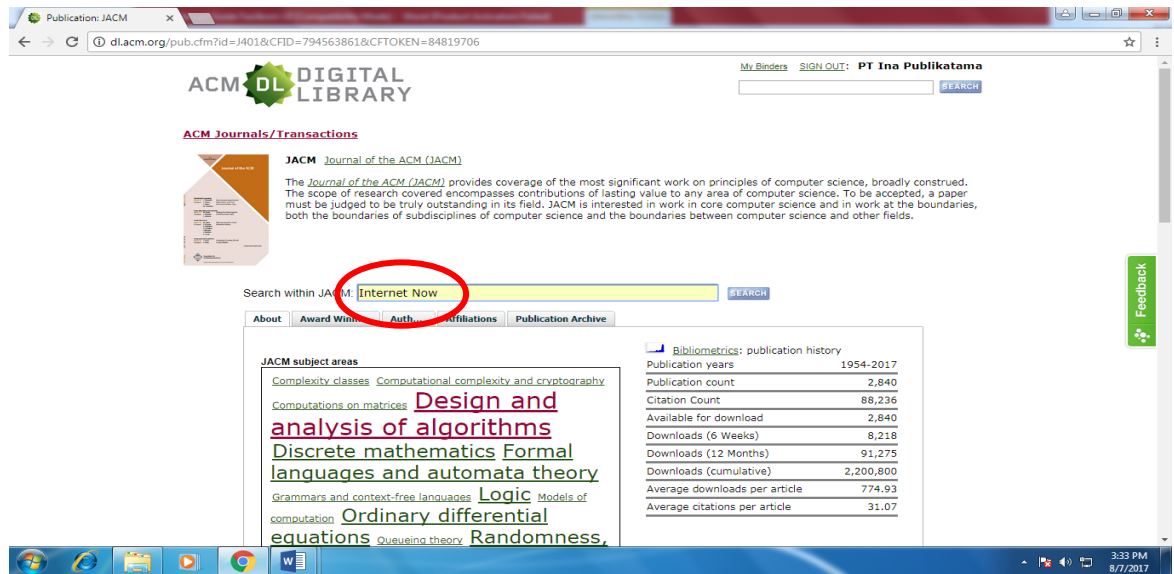 Publication: JACM
dl.acm.org/pub.cfm?id=J401&CFID=794563861&CFTOKEN=84819706
ACM DL DIGITAL
LIBRARY
My Binders SIGN OUT: PT Ina Publikatama
SEARCH
ACM Journals/Transactions
JACM Journal of the ACM (JACM)
The Journal of the ACM (JACM) provides coverage of the most significant work on principles of computer science, broadly construed.
The scope of research covered encompasses contributions of lasting value to any area of computer science. To be accepted, a paper
must be judged to be truly outstanding in its field. JACM is interested in work in core computer science and in work at the boundaries,
both the boundaries of subdisciplines of computer science and the boundaries between computer science and other fields.
Feedback
Search within JACM: Internet Now SEARCH
About Award Winn Auth... Affiliations Publication Archive
JACM subject areas
Complexity classes Computational complexity and cryptography
Computations on matrices Design and
analysis of algorithms
Discrete mathematics Formal
languages and automata theory
Grammars and context-free languages Logic Models of
computation Ordinary differential
equations Queueing theory Randomness,
Bibliometrics: publication history
Publication years 1954-2017
Publication count 2,840
Citation Count 88,236
Available for download 2,840
Downloads (6 Weeks) 8,218
Downloads (12 Months) 91,275
Downloads (cumulative) 2,200,800
Average downloads per article 774.93
Average citations per article 31.07
3:33 PM
8/7/2017